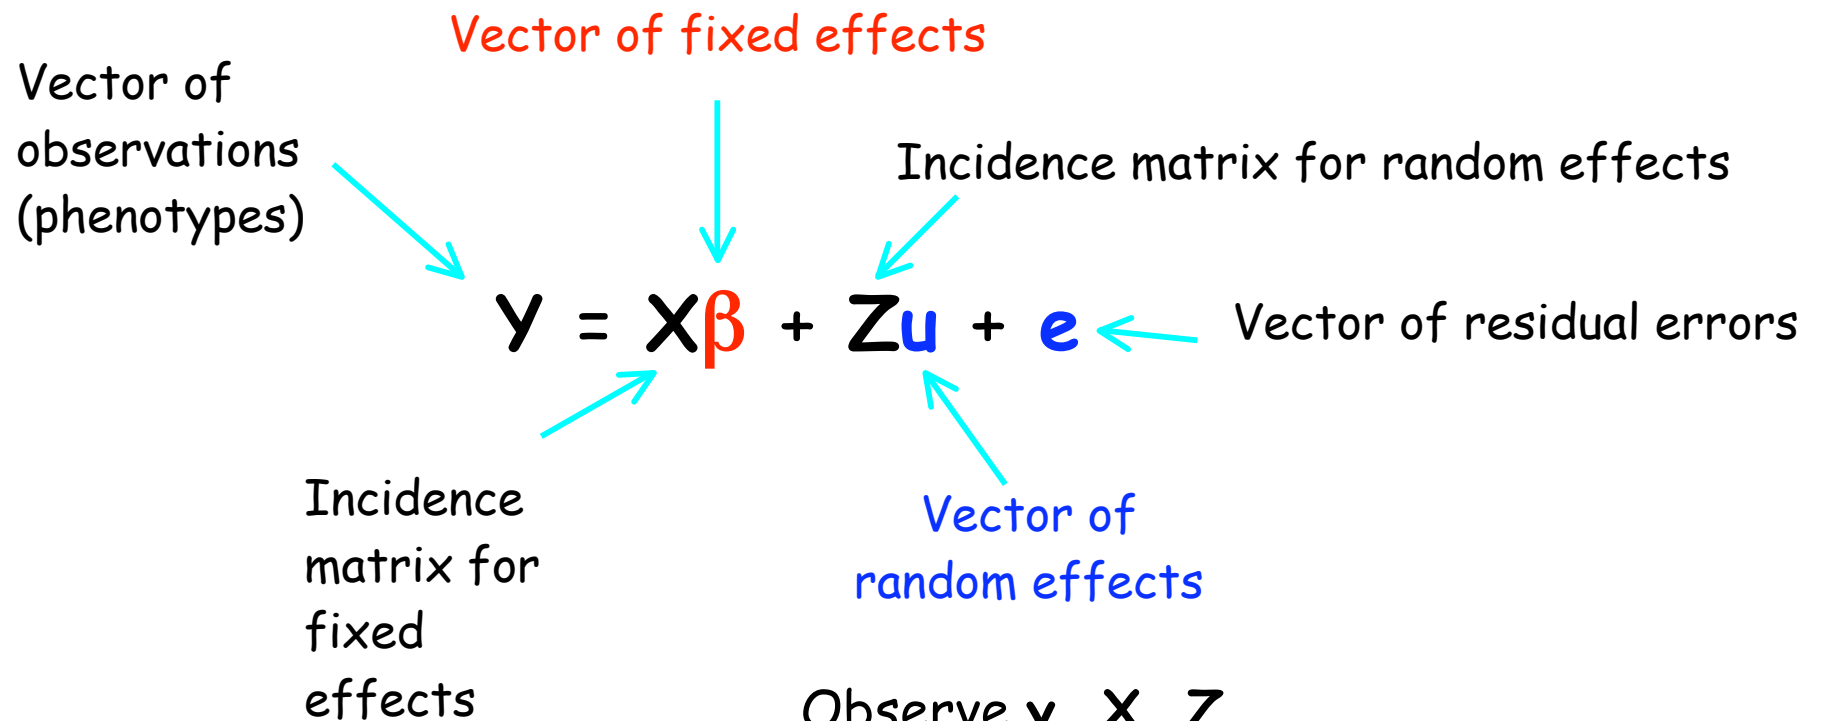 Vector of fixed effects
Vector of
observations
(phenotypes)
Incidence matrix for random effects
Y = Xβ + Zu + e
Vector of residual errors
Incidence
matrix for
fixed
effects
Vector of
random effects
Observe y, X, Z